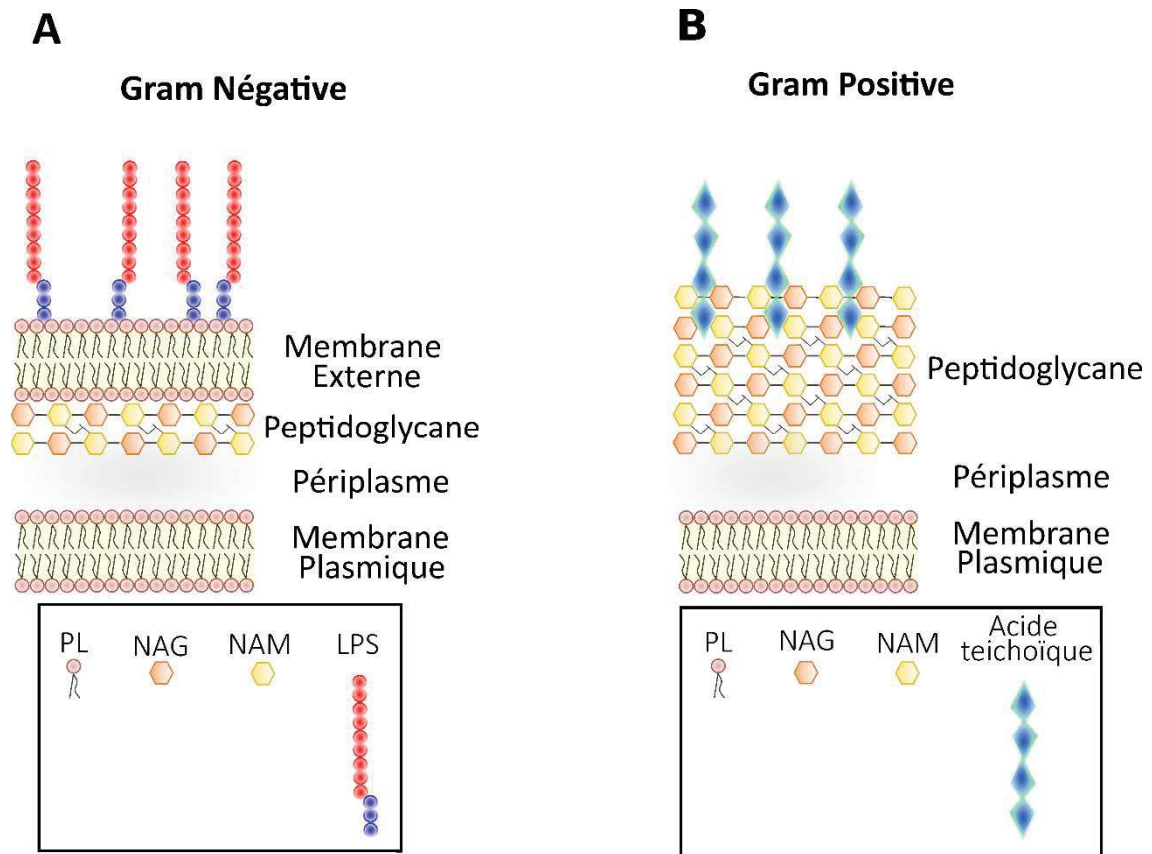 A
Gram Négative
Membrane
Externe
Peptidoglycane
Périplasme
Membrane
Plasmique
PL
NAG
NAM
LPS
B
Gram Positive
Peptidoglycane
Périplasme
Membrane
Plasmique
PL
NAG
NAM
Acide
teichoïque